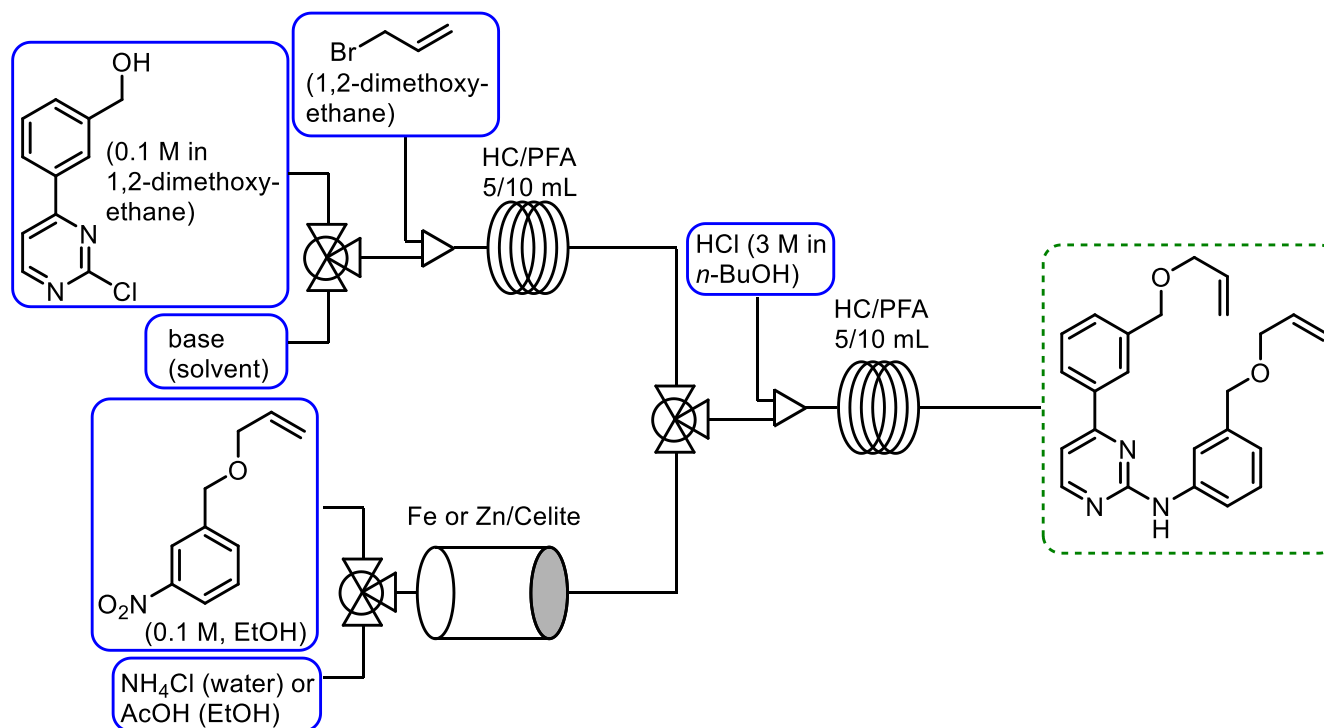 OH
(0.1 M in
1,2-dimethoxy-
ethane)
N
N
Cl
Br
(1,2-dimethoxy-
ethane)
base
(solvent)
HC/PFA
5/10 mL
HCl (3 M in
n-BuOH)
HC/PFA
5/10 mL
O
O₂N
(0.1 M, EtOH)
NH₄Cl (water) or
AcOH (EtOH)
Fe or Zn/Celite
O
O
N
N
N
H